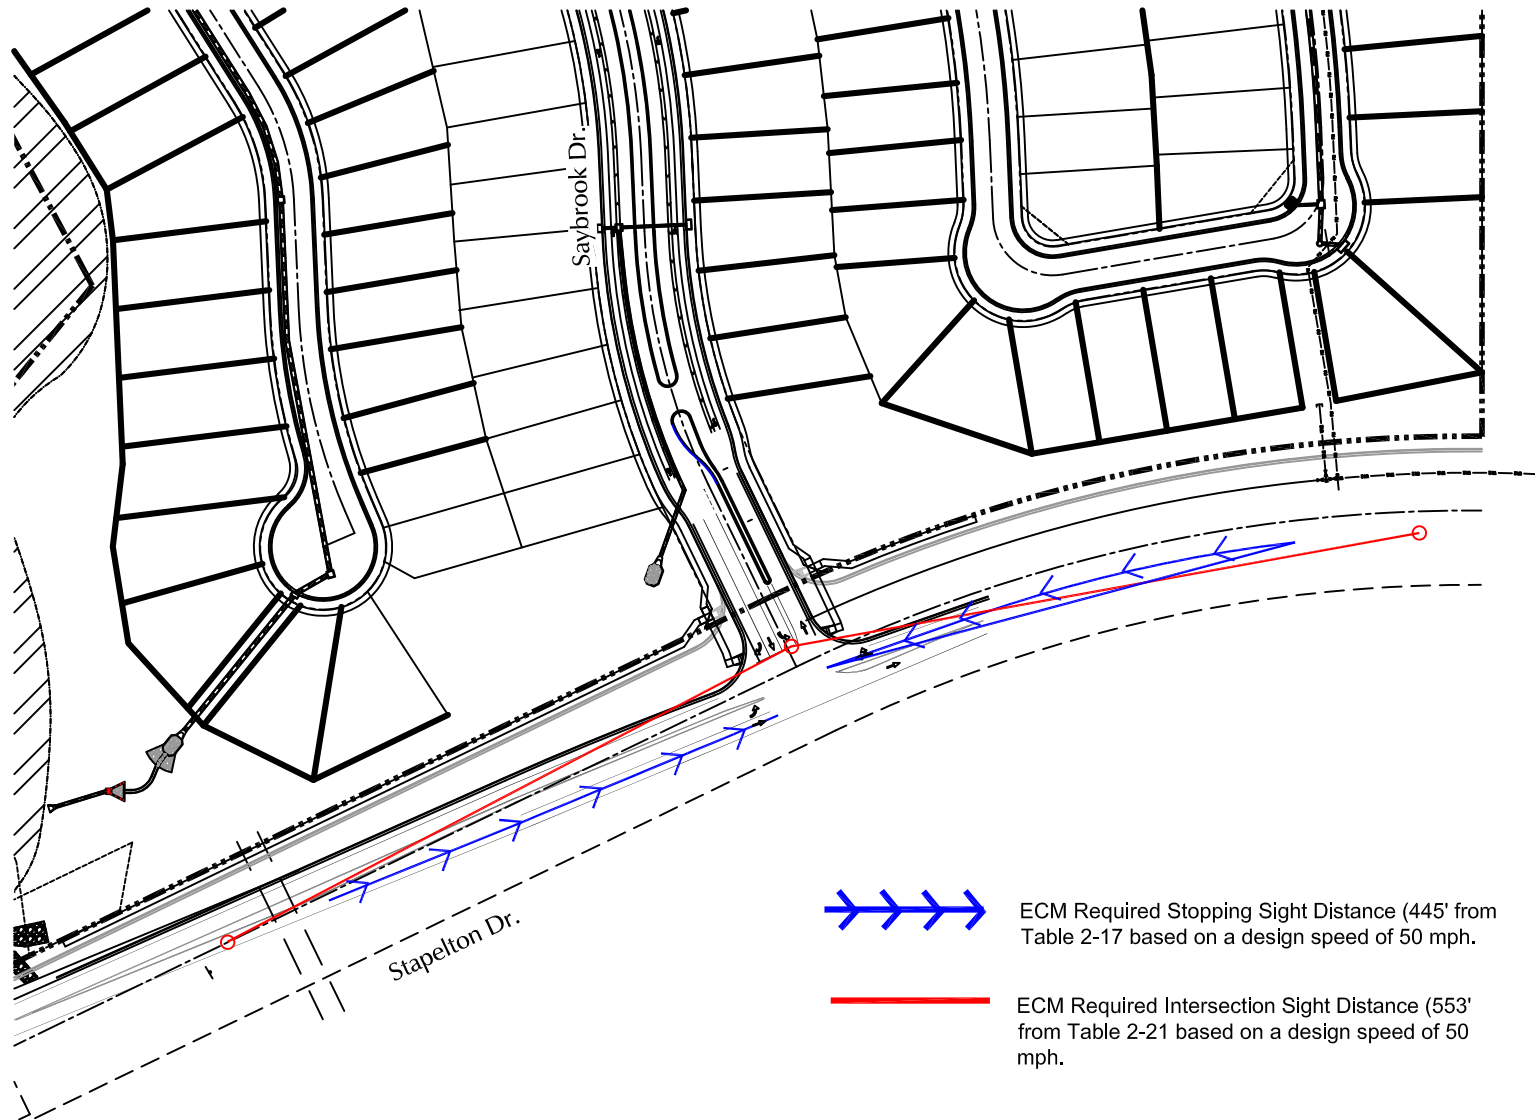 Saybrook Dr.
Stapelton Dr.
ECM Required Stopping Sight Distance (445' from
Table 2-17 based on a design speed of 50 mph.
ECM Required Intersection Sight Distance (553'
from Table 2-21 based on a design speed of 50
mph.